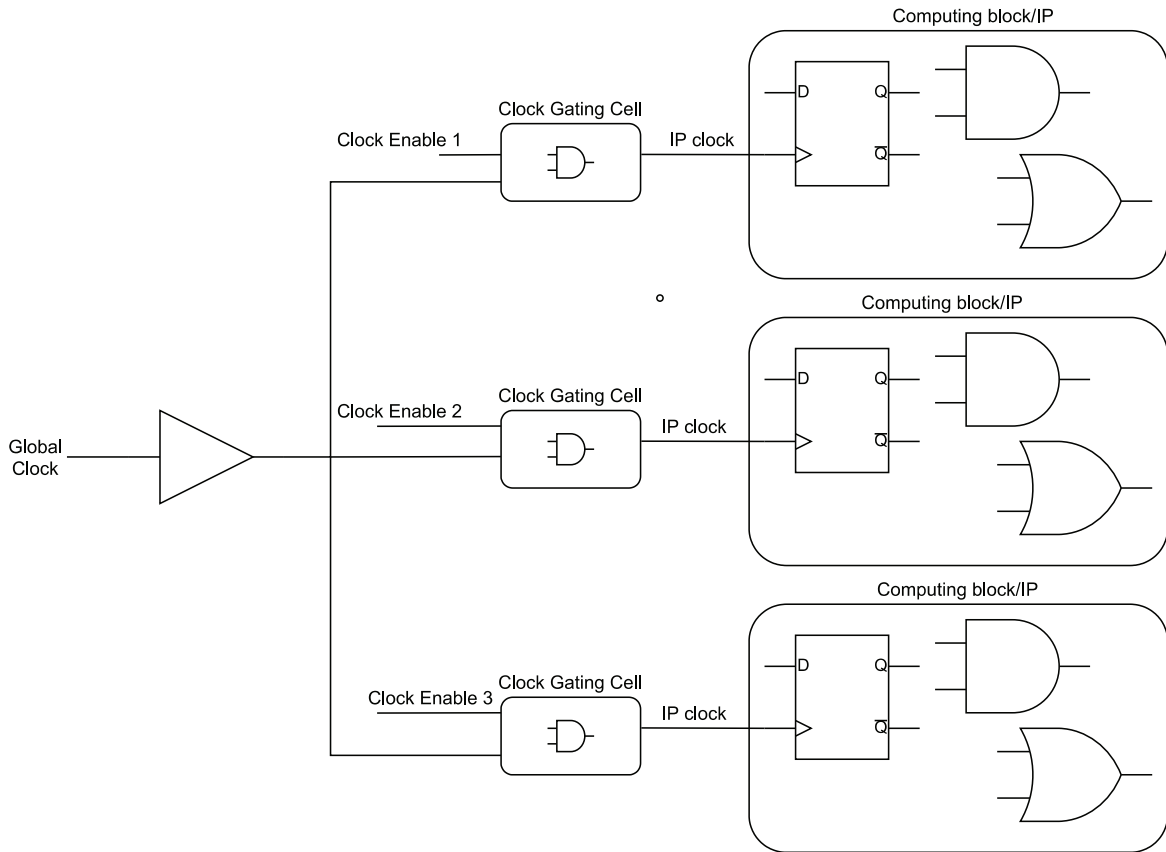 Computing block/IP
Clock Gating Cell
Clock Enable 1
IP clock
D
Q
Q̅
Computing block/IP
Clock Gating Cell
Clock Enable 2
IP clock
D
Q
Q̅
Global
Clock
Computing block/IP
Clock Gating Cell
Clock Enable 3
IP clock
D
Q
Q̅